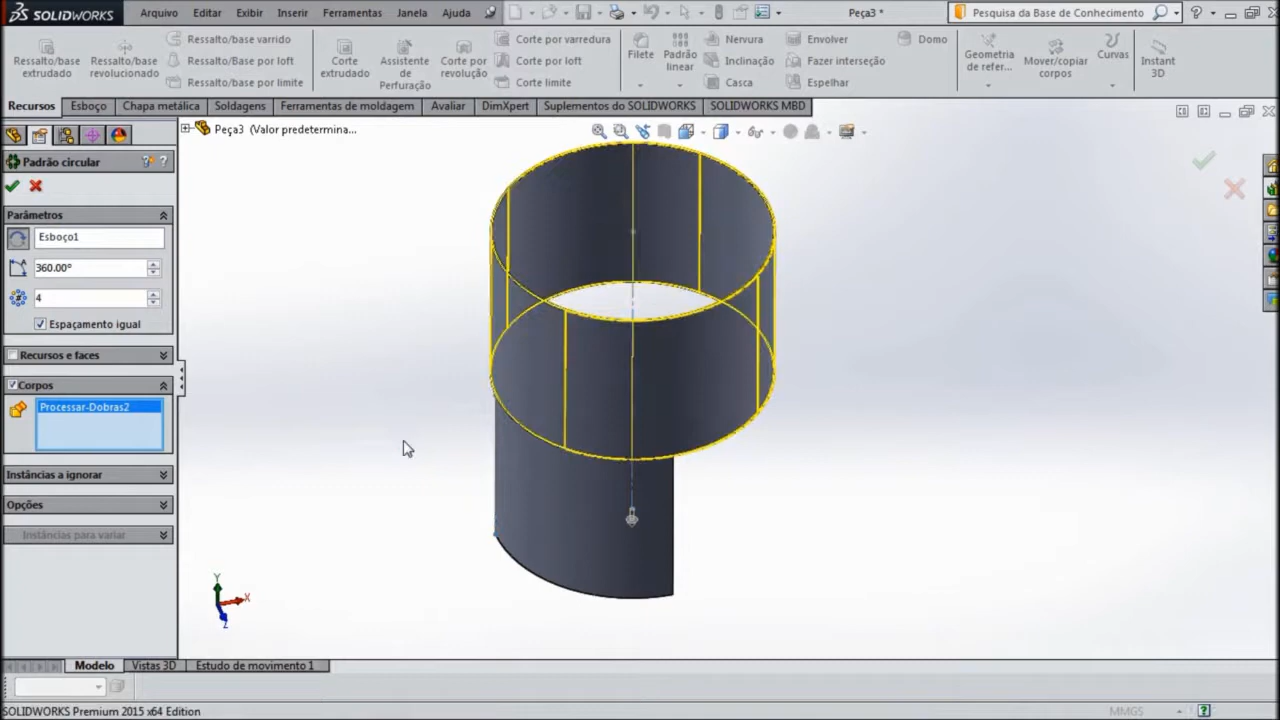 SOLIDWORKS
Arquivo Editar Exibir Inserir Ferramentas Janela Ajuda
Peça3 *
Pesquisa da Base de Conhecimento
Ressalto/base extrudado
Ressalto/base revolucionado
Ressalto/base varrido
Ressalto/base por loft
Ressalto/base por limite
Corte extrudado
Assistente de Perfuração
Corte por revolução
Corte por varredura
Corte por loft
Corte limite
Filete
Padrão linear
Nervura
Inclinação
Casca
Envolver
Fazer interseção
Espelhar
Domo
Geometria de refer...
Mover/copiar corpos
Curvas
Instant 3D
Recursos Esboço Chapa metálica Soldagens Ferramentas de moldagem Avaliar DimXpert Suplementos do SOLIDWORKS SOLIDWORKS MBD
Peça3 (Valor predetermina...
Padrão circular
Parâmetros
Esboço1
360.00°
4
Espaçamento igual
Recursos e faces
Corpos
Processar-Dobras2
Instâncias a ignorar
Opções
Instâncias para variar
Y
X
Z
Modelo Vistas 3D Estudo de movimento 1
SOLIDWORKS Premium 2015 x64 Edition
MMGS